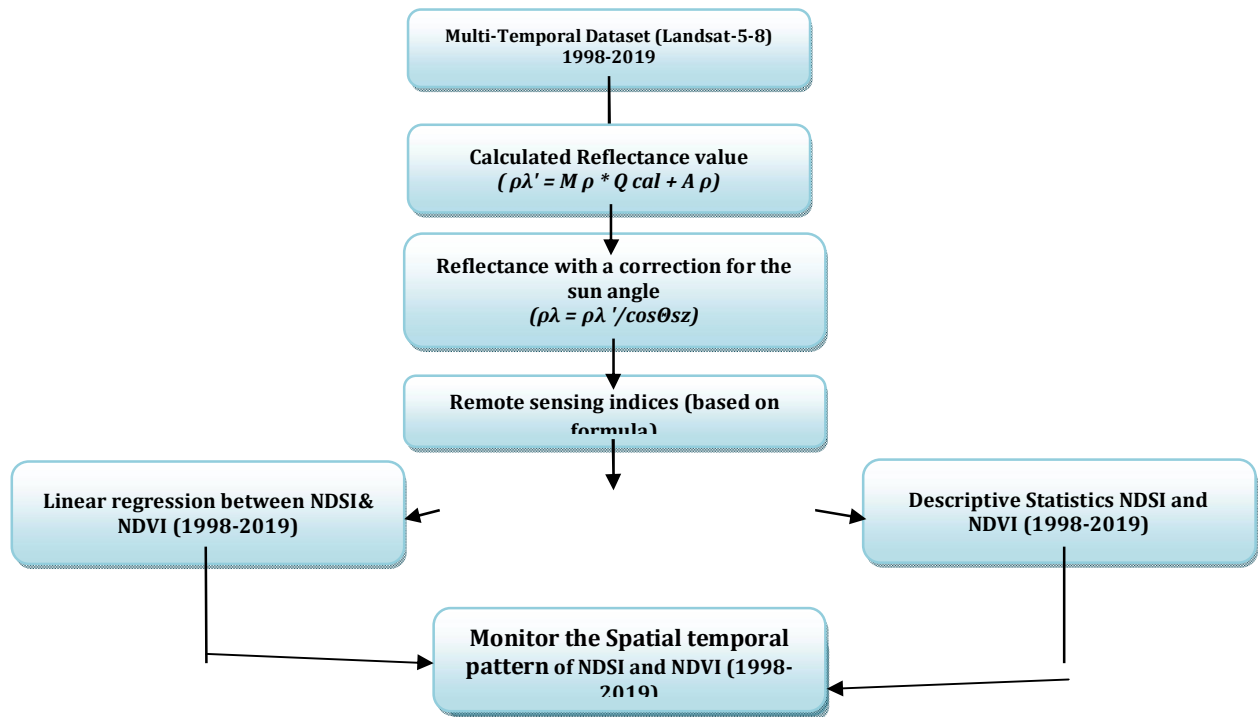 Multi-Temporal Dataset (Landsat-5-8)
1998-2019
Calculated Reflectance value
( ρλ' = M ρ * Q cal + A ρ)
Reflectance with a correction for the
sun angle
(ρλ = ρλ '/cosΘsz)
Remote sensing indices (based on
formula)
Linear regression between NDSI&
NDVI (1998-2019)
Descriptive Statistics NDSI and
NDVI (1998-2019)
Monitor the Spatial temporal
pattern of NDSI and NDVI (1998-
2019)